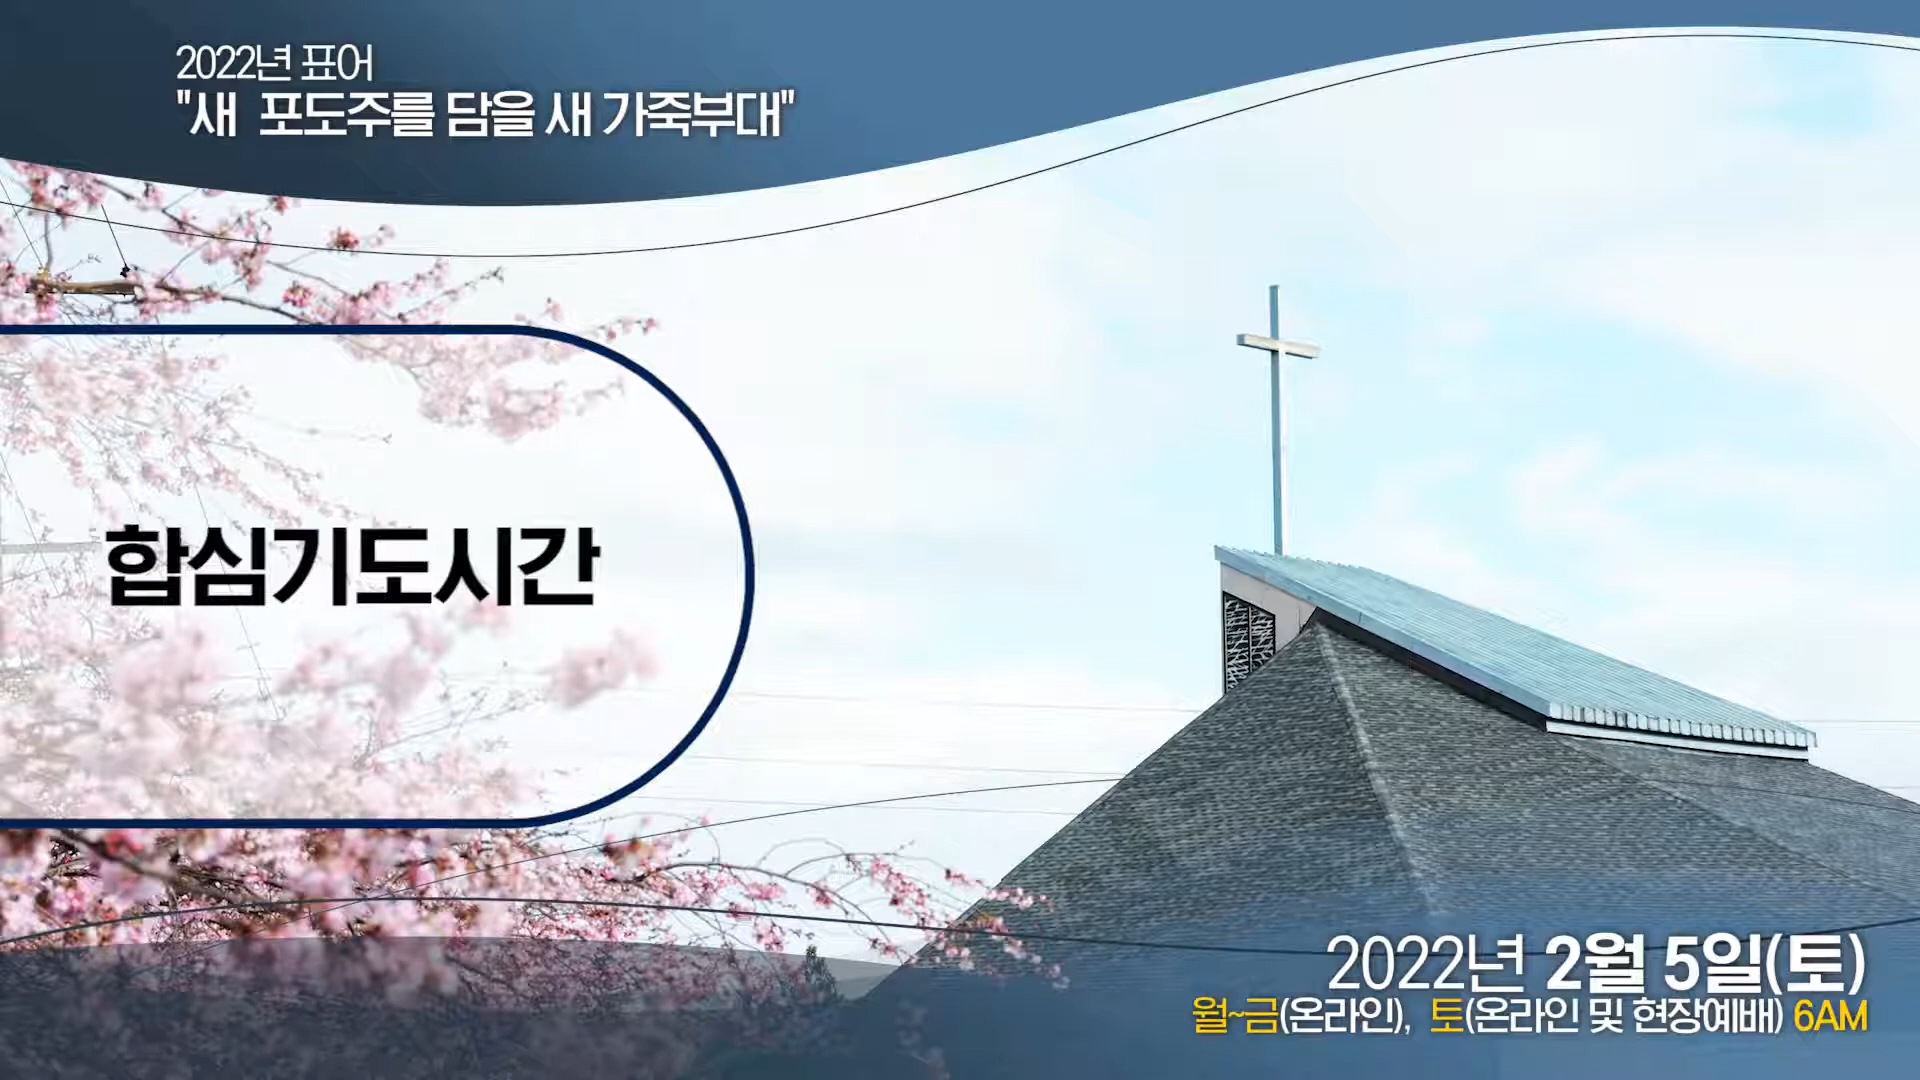 2022년 표어
"새 포도주를 담을 새 가죽부대"
합심기도시간
2022년 2월 5일(토)
월~금(온라인), 토(온라인 및 현장예배) 6AM